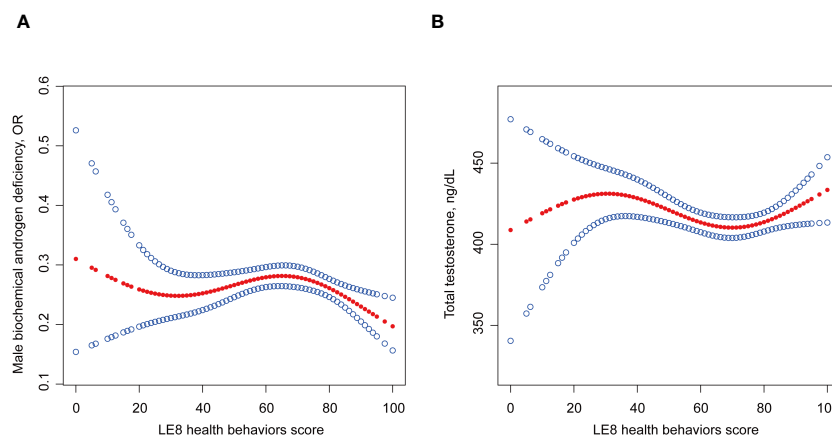 A
B
Male biochemical androgen deficiency, OR
0.6
0.5
0.4
0.3
0.2
0.1
0 20 40 60 80 100
LE8 health behaviors score
Total testosterone, ng/dL
450
400
350
0 20 40 60 80 100
LE8 health behaviors score